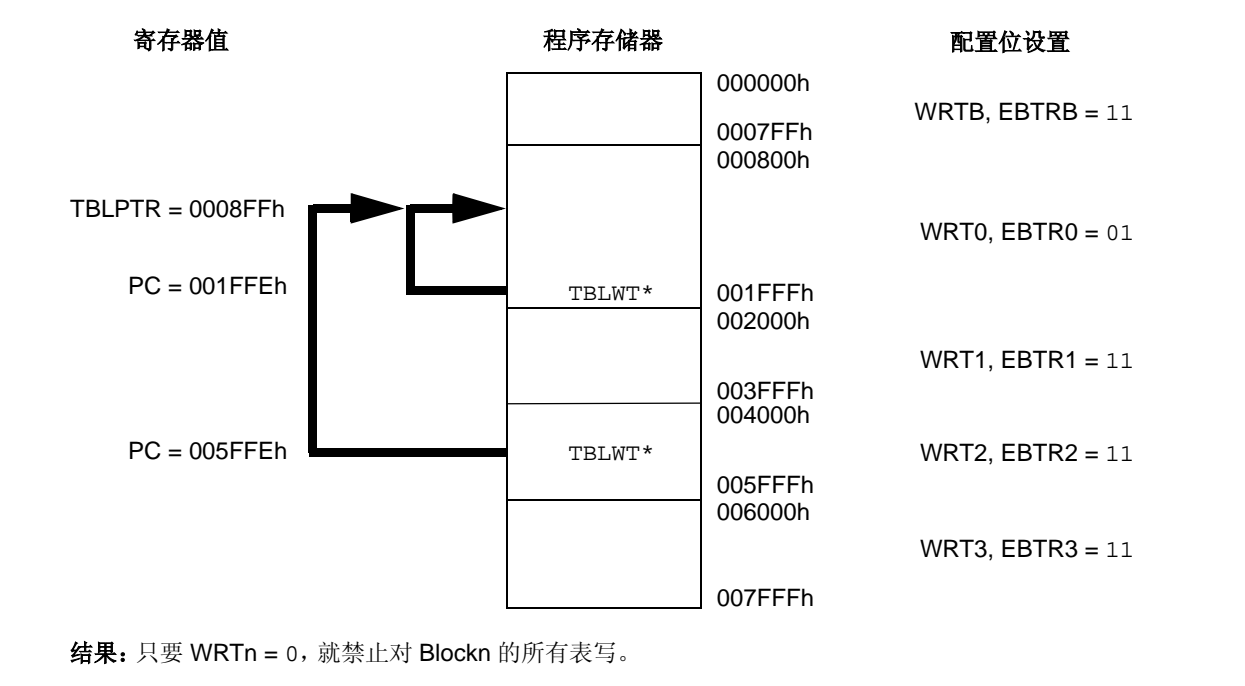 寄存器值
程序存储器
配置位设置
000000h
WRTB, EBTRB = 11
0007FFh
000800h
TBLPTR = 0008FFh
WRT0, EBTR0 = 01
PC = 001FFEh
TBLWT*
001FFFh
002000h
WRT1, EBTR1 = 11
003FFFh
004000h
PC = 005FFEh
TBLWT*
WRT2, EBTR2 = 11
005FFFh
006000h
WRT3, EBTR3 = 11
007FFFh
结果：只要 WRTn = 0，就禁止对 Blockn 的所有表写。